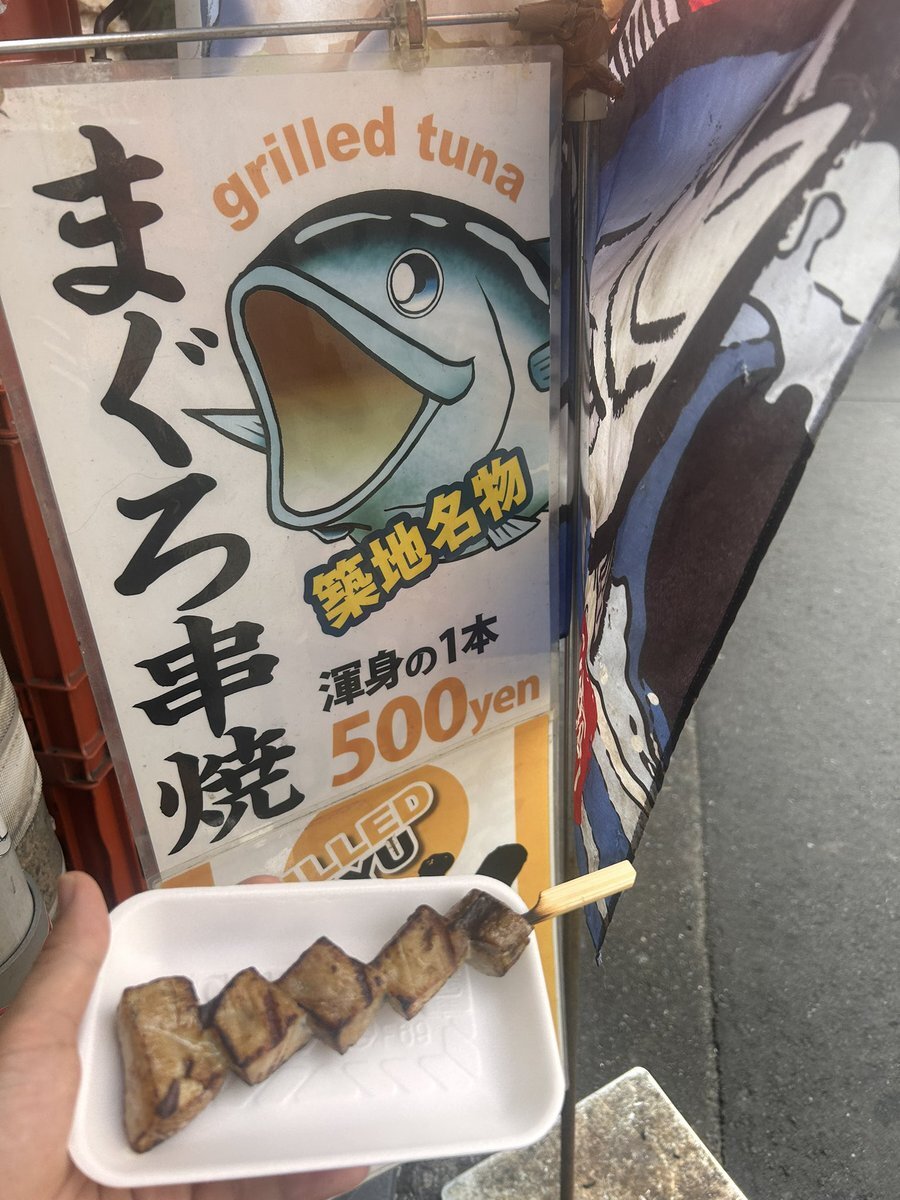 grilled tuna
まぐろ串焼
築地名物
渾身の1本
500yen